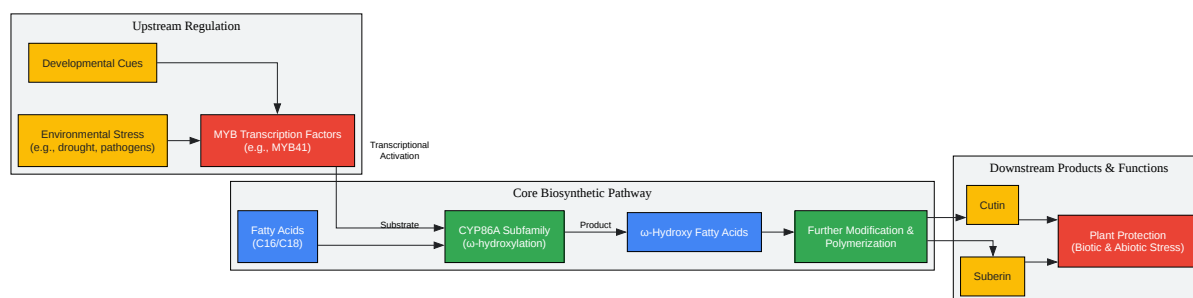 Upstream Regulation
Developmental Cues
Environmental Stress
(e.g., drought, pathogens)
MYB Transcription Factors
(e.g., MYB41)
Transcriptional
Activation
Core Biosynthetic Pathway
Fatty Acids
(C16/C18)
Substrate
CYP86A Subfamily
(ω-hydroxylation)
Product
ω-Hydroxy Fatty Acids
Further Modification &
Polymerization
Downstream Products & Functions
Cutin
Suberin
Plant Protection
(Biotic & Abiotic Stress)